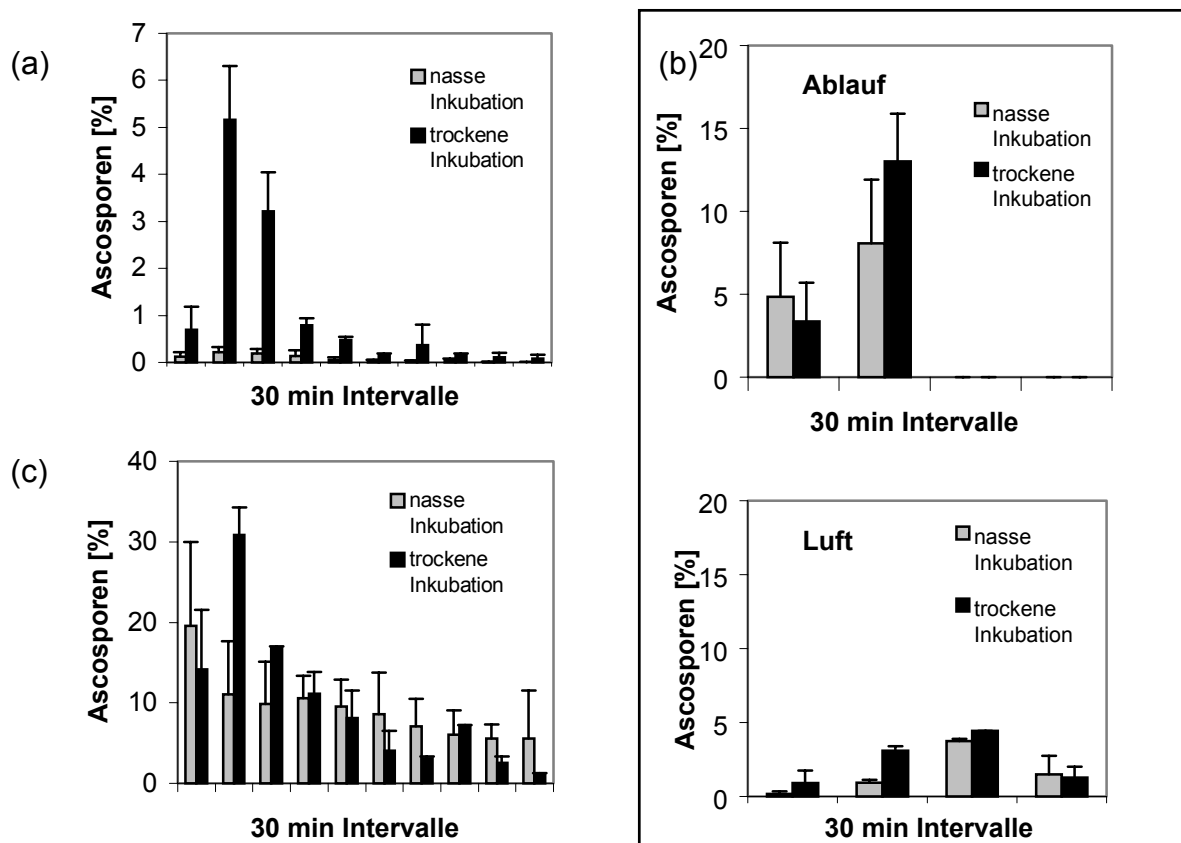 (a)
7
6
5
4
3
2
1
0
Ascosporen [%]
nasse
Inkubation
trockene
Inkubation
30 min Intervalle
(b)
20
15
10
5
0
Ascosporen [%]
Ablauf
nasse
Inkubation
trockene
Inkubation
30 min Intervalle
(c)
40
30
20
10
0
Ascosporen [%]
nasse
Inkubation
trockene
Inkubation
30 min Intervalle
20
15
10
5
0
Ascosporen [%]
Luft
nasse
Inkubation
trockene
Inkubation
30 min Intervalle